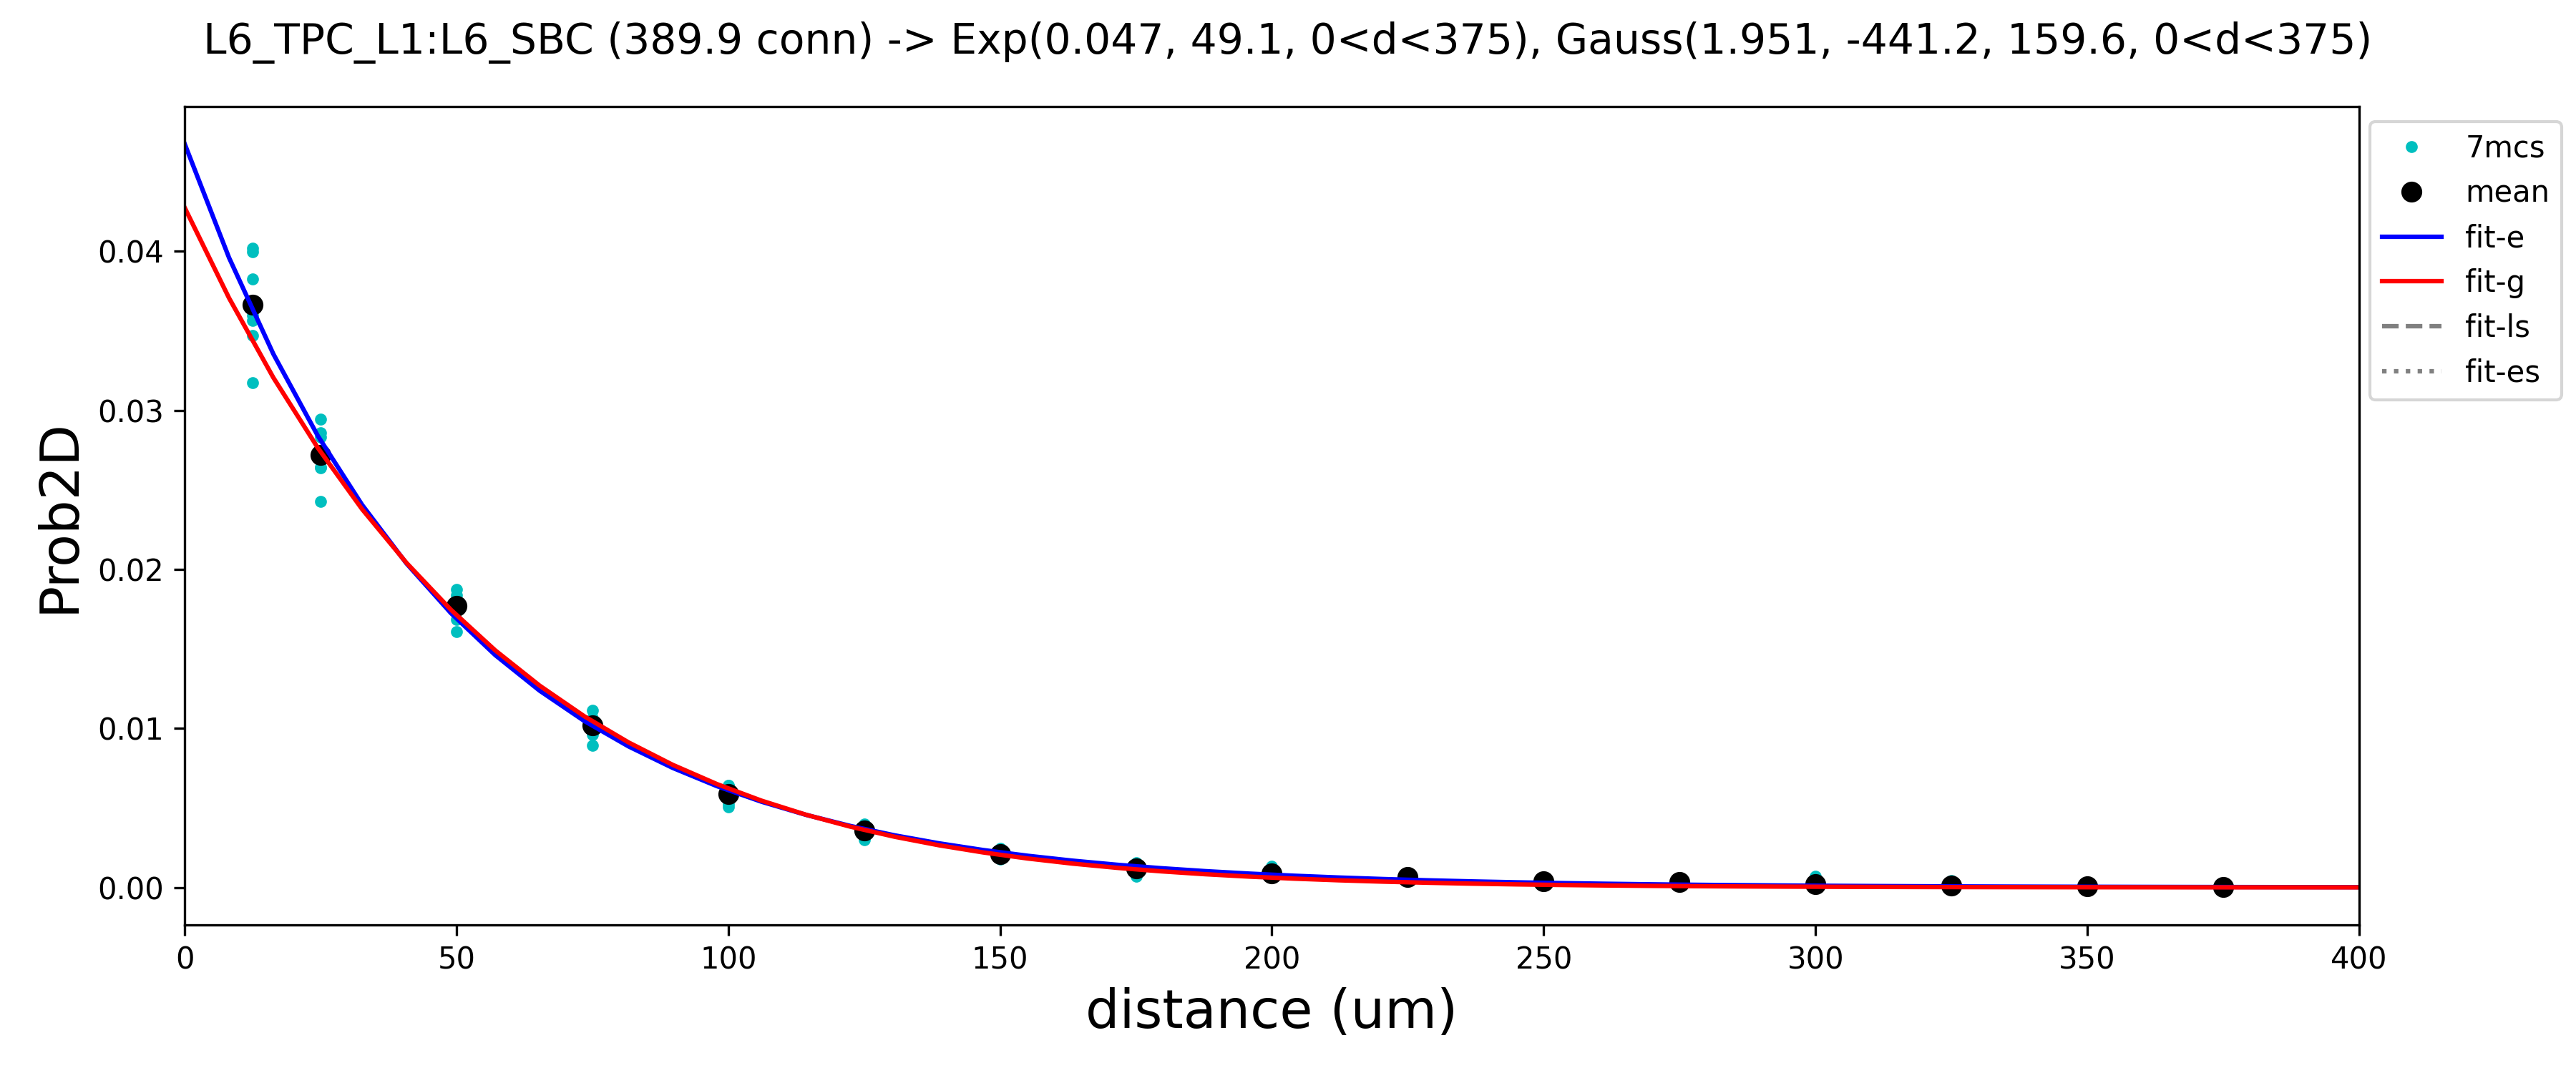 L6_TPC_L1:L6_SBC (389.9 conn) -> Exp(0.047, 49.1, 0<d<375), Gauss(1.951, -441.2, 159.6, 0<d<375)
7mcs
mean
fit-e
fit-g
fit-ls
fit-es
Prob2D
0.04
0.03
0.02
0.01
0.00
0 50 100 150 200 250 300 350 400
distance (um)